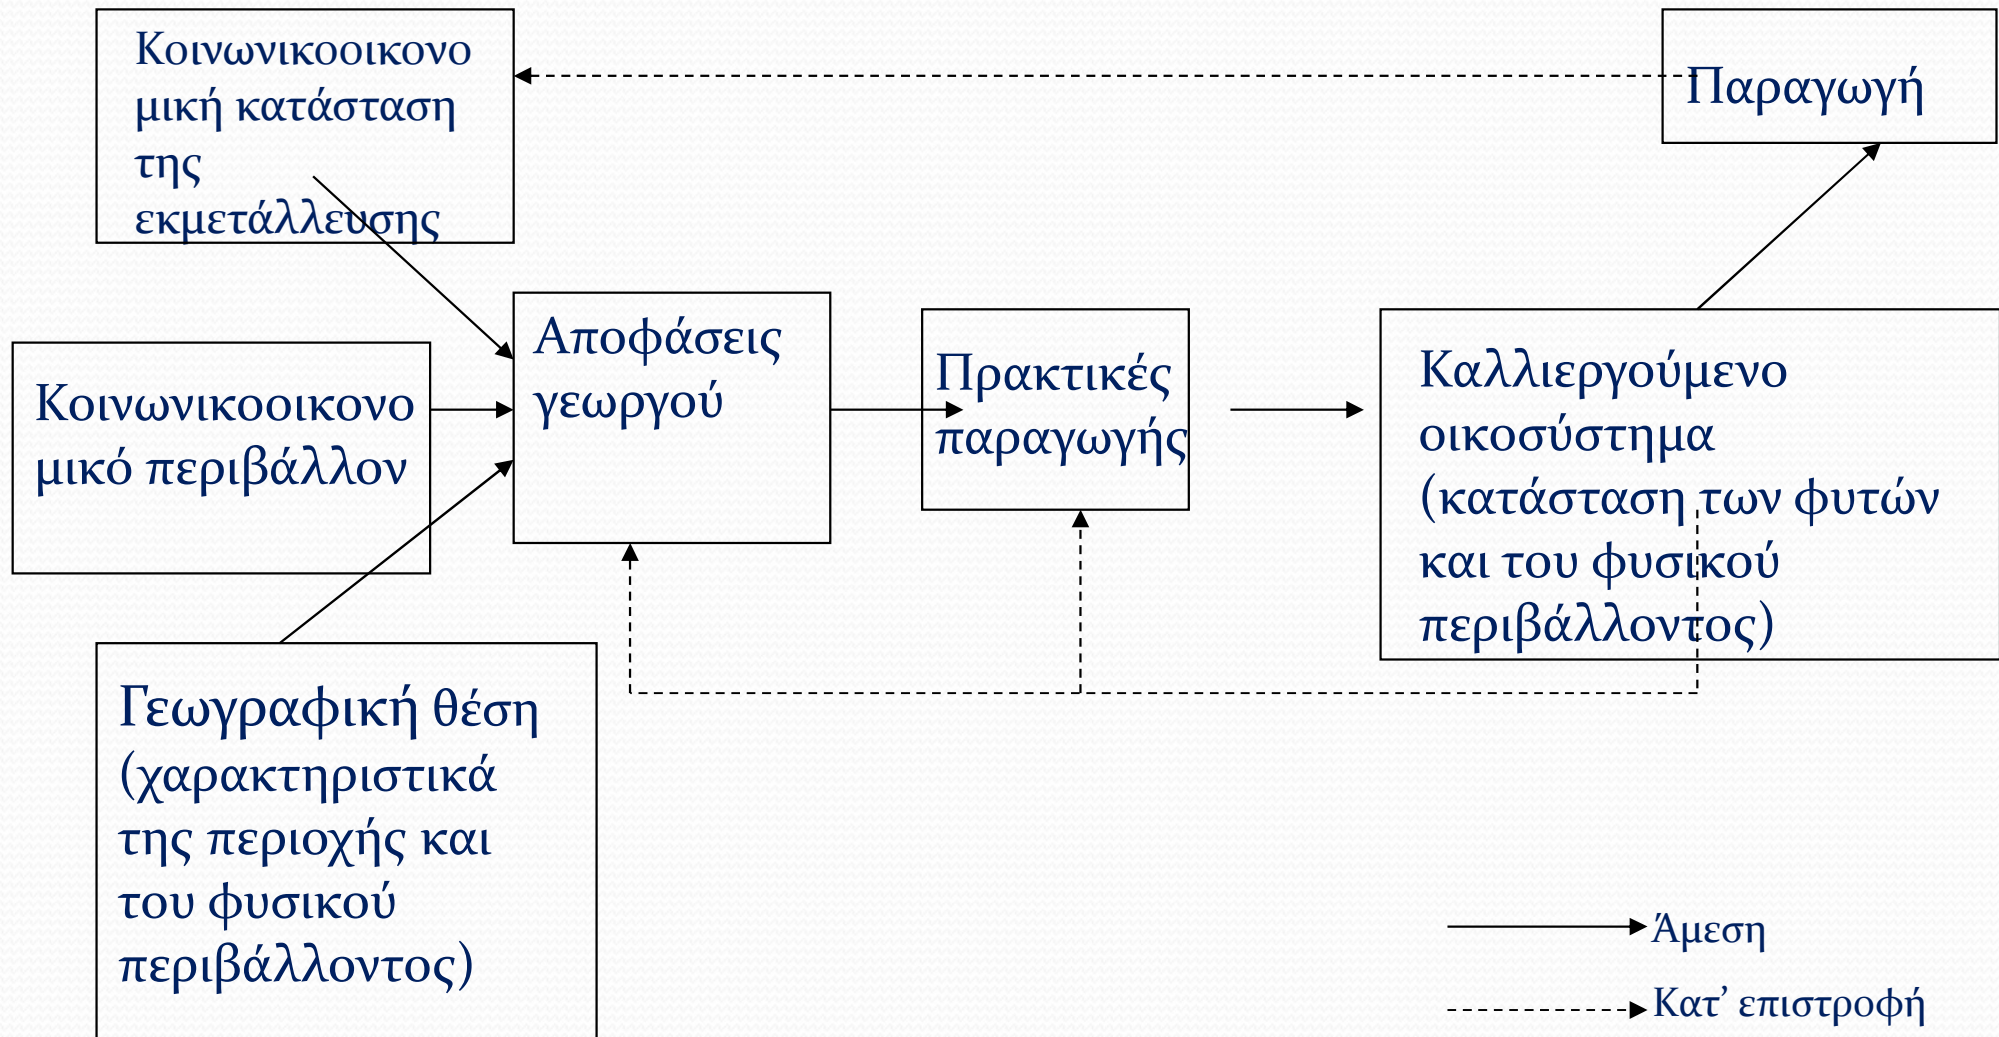 Κοινωνικοοικονο
μική κατάσταση
της
εκμετάλλευσης
Παραγωγή
Κοινωνικοοικονο
μικό περιβάλλον
Αποφάσεις
γεωργού
Πρακτικές
παραγωγής
Καλλιεργούμενο
οικοσύστημα
(κατάσταση των φυτών
και του φυσικού
περιβάλλοντος)
Γεωγραφική θέση
(χαρακτηριστικά
της περιοχής και
του φυσικού
περιβάλλοντος)
Άμεση
Κατ’ επιστροφή